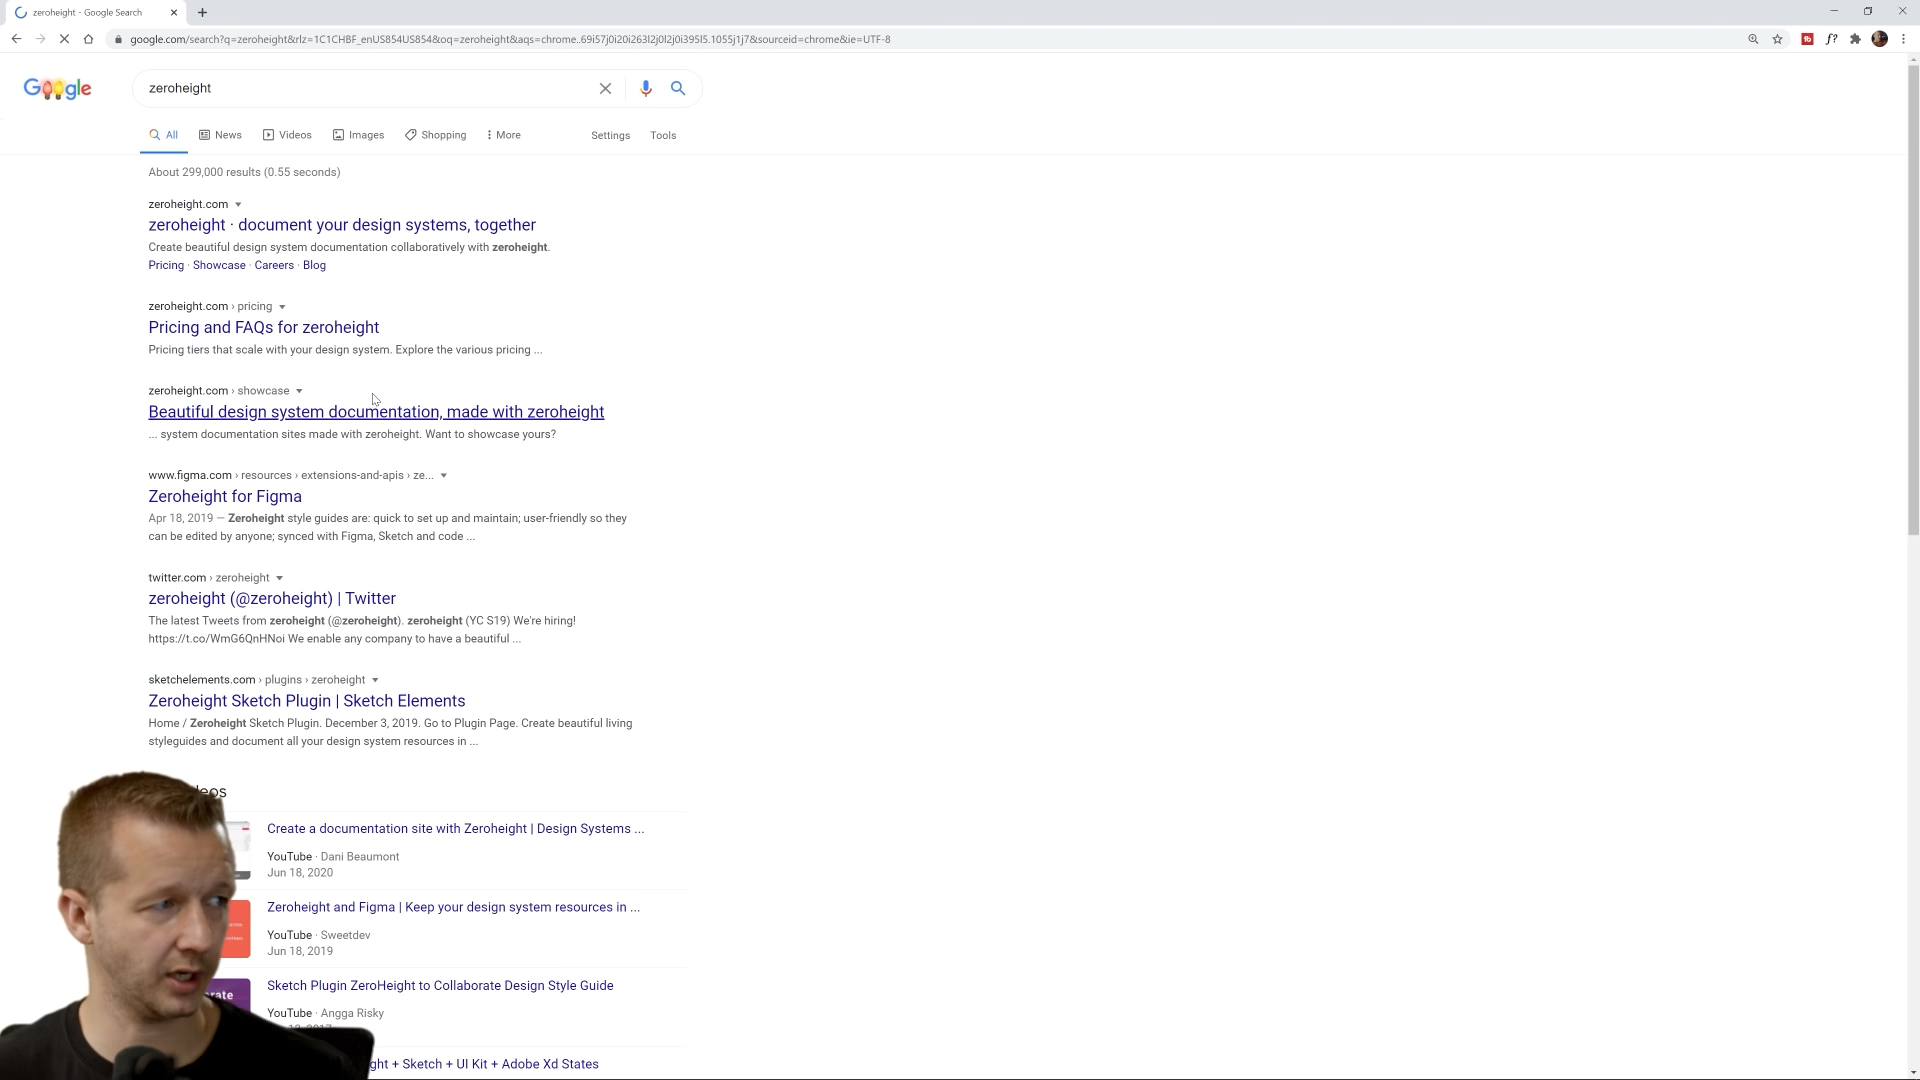 zeroheight - Google Search
google.com/search?q=zeroheight&rlz=1C1CHBF_enUS854US854&oq=zeroheight&aqs=chrome..69i57j0i20i263l2j0l2j0i395l5.1055j1j7&sourceid=chrome&ie=UTF-8
Google
zeroheight
All
News
Videos
Images
Shopping
More
Settings
Tools
About 299,000 results (0.55 seconds)
zeroheight.com
zeroheight · document your design systems, together
Create beautiful design system documentation collaboratively with zeroheight.
Pricing · Showcase · Careers · Blog
zeroheight.com › pricing
Pricing and FAQs for zeroheight
Pricing tiers that scale with your design system. Explore the various pricing ...
zeroheight.com › showcase
Beautiful design system documentation, made with zeroheight
... system documentation sites made with zeroheight. Want to showcase yours?
www.figma.com › resources › extensions-and-apis › ze...
Zeroheight for Figma
Apr 18, 2019 — Zeroheight style guides are: quick to set up and maintain; user-friendly so they
can be edited by anyone; synced with Figma, Sketch and code ...
twitter.com › zeroheight
zeroheight (@zeroheight) | Twitter
The latest Tweets from zeroheight (@zeroheight). zeroheight (YC S19) We're hiring!
https://t.co/WmG6QnHNoi We enable any company to have a beautiful ...
sketchelements.com › plugins › zeroheight
Zeroheight Sketch Plugin | Sketch Elements
Home / Zeroheight Sketch Plugin. December 3, 2019. Go to Plugin Page. Create beautiful living
styleguides and document all your design system resources in ...
eos
Create a documentation site with Zeroheight | Design Systems ...
YouTube · Dani Beaumont
Jun 18, 2020
Zeroheight and Figma | Keep your design system resources in ...
YouTube · Sweetdev
Jun 18, 2019
Sketch Plugin ZeroHeight to Collaborate Design Style Guide
YouTube · Angga Risky
ght + Sketch + UI Kit + Adobe Xd States